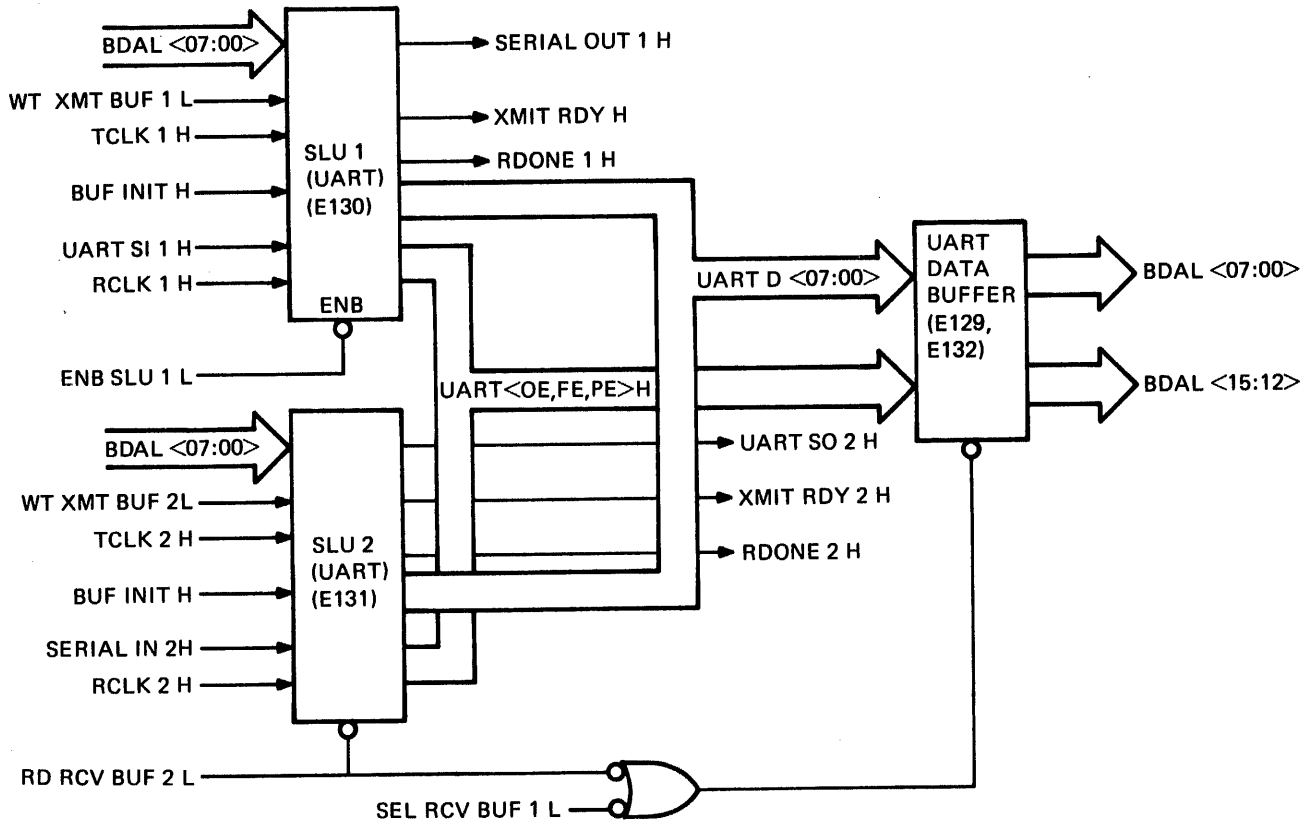 BDAL <07:00>
WT XMT BUF 1 L
TCLK 1 H
BUF INIT H
UART SI 1 H
RCLK 1 H
SLU 1
(UART)
(E130)
ENB
ENB SLU 1 L
SERIAL OUT 1 H
XMIT RDY H
RDONE 1 H
UART D <07:00>
UART<OE,FE,PE>H
UART
DATA
BUFFER
(E129,
E132)
BDAL <07:00>
BDAL <15:12>
BDAL <07:00>
WT XMT BUF 2L
TCLK 2 H
BUF INIT H
SERIAL IN 2H
RCLK 2 H
SLU 2
(UART)
(E131)
UART SO 2 H
XMIT RDY 2 H
RDONE 2 H
RD RCV BUF 2 L
SEL RCV BUF 1 L